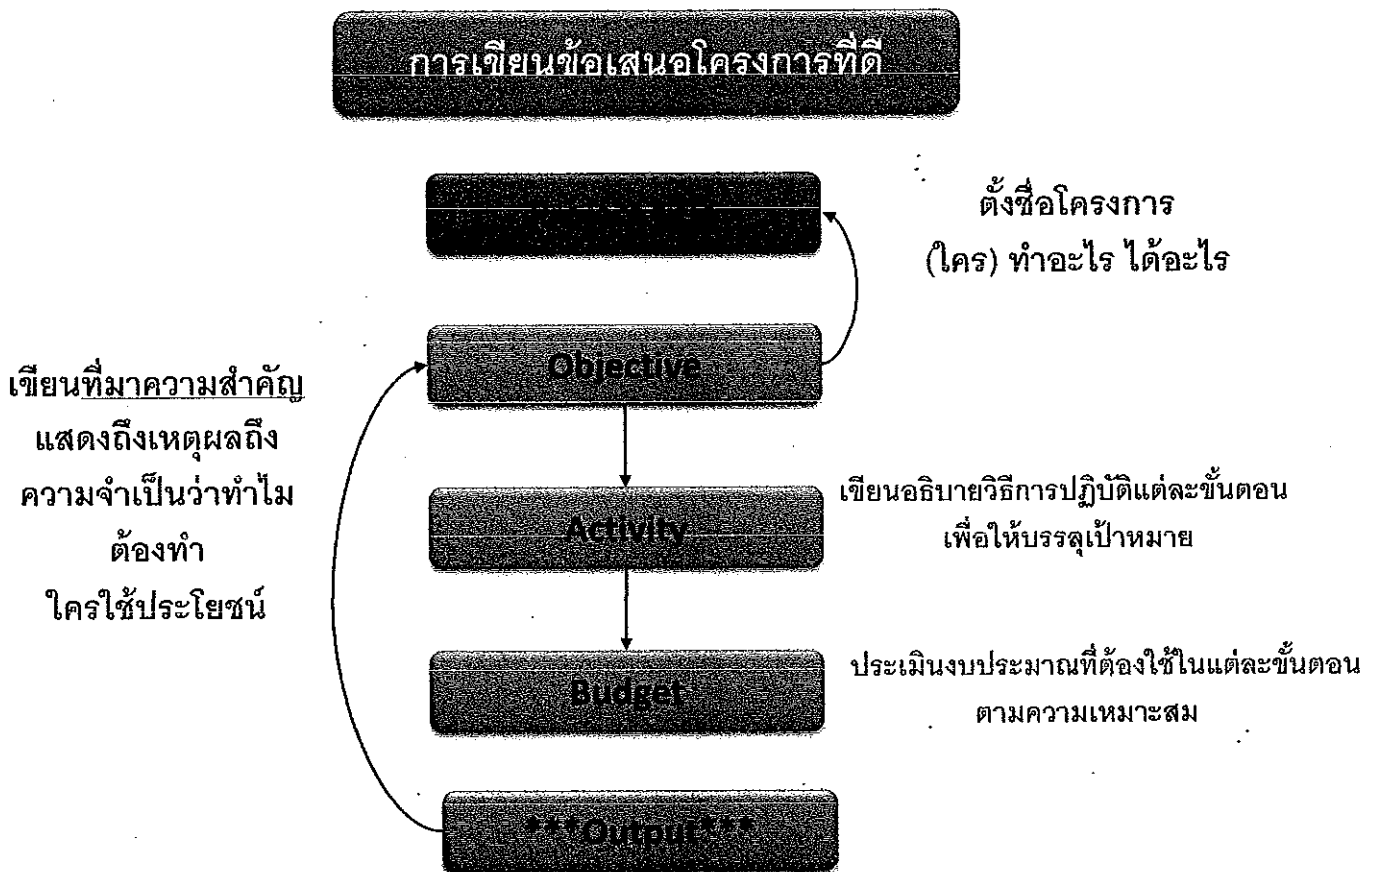 การเขียนข้อเสนอโครงการที่ดี
ตั้งชื่อโครงการ
(ใคร) ทำอะไร ได้อะไร
Objective
เขียนที่มาความสำคัญ
แสดงถึงเหตุผลถึง
ความจำเป็นว่าทำไม
ต้องทำ
ใครใช้ประโยชน์
Activity
เขียนอธิบายวิธีการปฏิบัติแต่ละขั้นตอน
เพื่อให้บรรลุเป้าหมาย
Budget
ประเมินงบประมาณที่ต้องใช้ในแต่ละขั้นตอน
ตามความเหมาะสม
***Output***